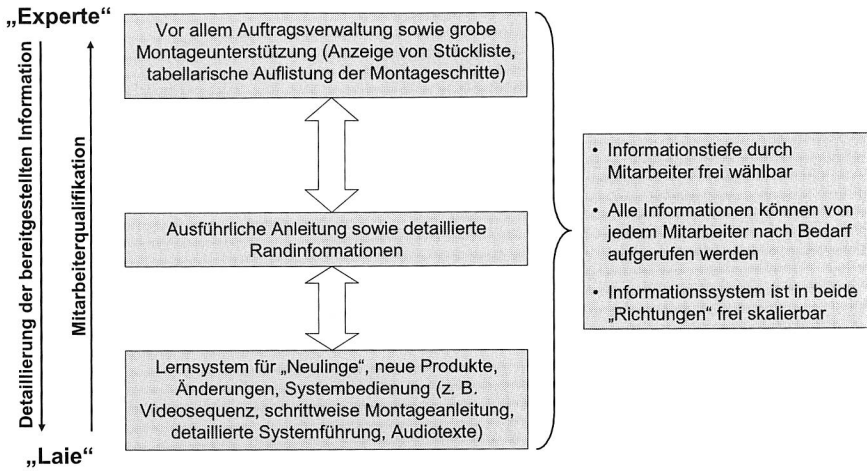 „Experte“
Detaillierung der bereitgestellten Information
Mitarbeiterqualifikation
„Laie“
Vor allem Auftragsverwaltung sowie grobe
Montageunterstützung (Anzeige von Stückliste,
tabellarische Auflistung der Montageschritte)
Ausführliche Anleitung sowie detaillierte
Randinformationen
Lernsystem für „Neulinge“, neue Produkte,
Änderungen, Systembedienung (z. B.
Videosequenz, schrittweise Montageanleitung,
detaillierte Systemführung, Audiotexte)
• Informationstiefe durch
Mitarbeiter frei wählbar
• Alle Informationen können von
jedem Mitarbeiter nach Bedarf
aufgerufen werden
• Informationssystem ist in beide
„Richtungen“ frei skalierbar